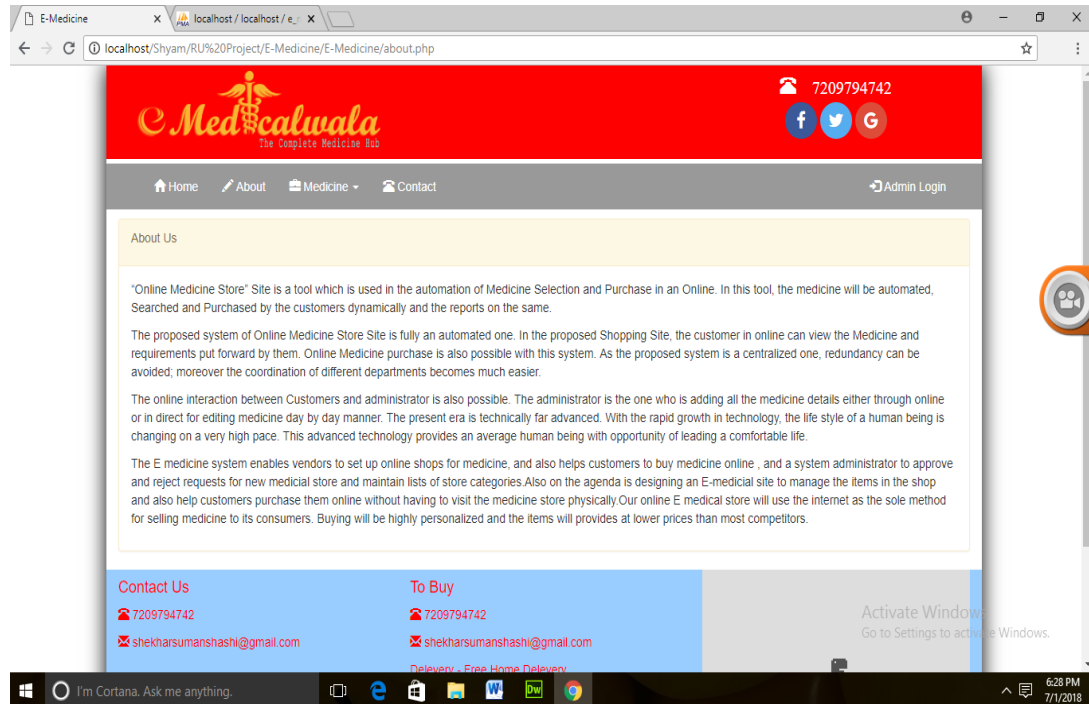 E-Medicine
localhost / localhost / e_
localhost/Shyam/RU%20Project/E-Medicine/E-Medicine/about.php
e Medicalwala
The Complete Medicine Hub
7209794742
f G
Home About Medicine Contact Admin Login
About Us
“Online Medicine Store” Site is a tool which is used in the automation of Medicine Selection and Purchase in an Online. In this tool, the medicine will be automated,
Searched and Purchased by the customers dynamically and the reports on the same.
The proposed system of Online Medicine Store Site is fully an automated one. In the proposed Shopping Site, the customer in online can view the Medicine and
requirements put forward by them. Online Medicine purchase is also possible with this system. As the proposed system is a centralized one, redundancy can be
avoided; moreover the coordination of different departments becomes much easier.
The online interaction between Customers and administrator is also possible. The administrator is the one who is adding all the medicine details either through online
or in direct for editing medicine day by day manner. The present era is technically far advanced. With the rapid growth in technology, the life style of a human being is
changing on a very high pace. This advanced technology provides an average human being with opportunity of leading a comfortable life.
The E medicine system enables vendors to set up online shops for medicine, and also helps customers to buy medicine online , and a system administrator to approve
and reject requests for new medicial store and maintain lists of store categories.Also on the agenda is designing an E-medicial site to manage the items in the shop
and also help customers purchase them online without having to visit the medicine store physically.Our online E medical store will use the internet as the sole method
for selling medicine to its consumers. Buying will be highly personalized and the items will provides at lower prices than most competitors.
Contact Us
7209794742
shekharsumanshashi@gmail.com
To Buy
7209794742
shekharsumanshashi@gmail.com
Delevery - Free Home Delevery
Activate Windows
Go to Settings to activate Windows.
I'm Cortana. Ask me anything.
Dw
6:28 PM
7/1/2018